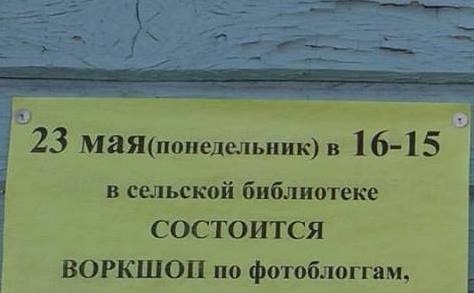 23 мая(понедельник) в 16-15
в сельской библиотеке
СОСТОИТСЯ
ВОРКШОП по фотоблоггам,